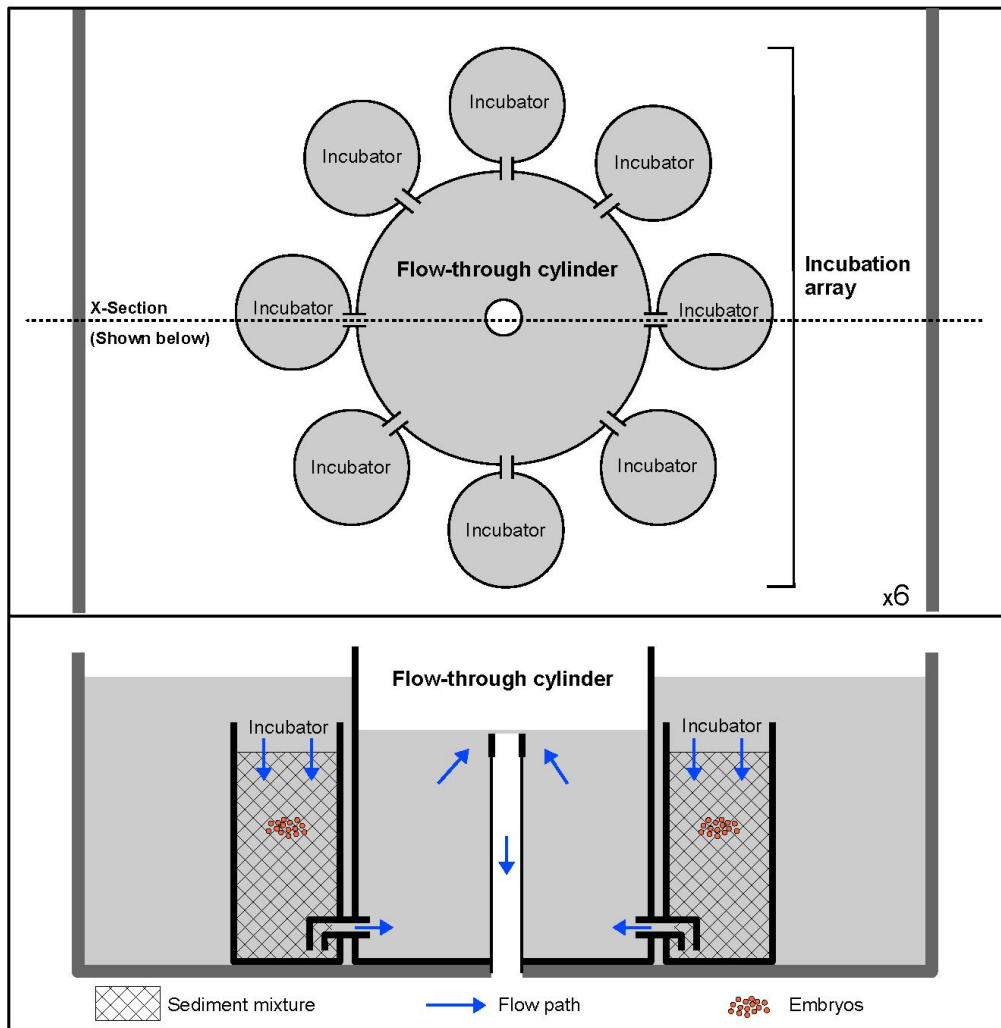 Incubator
Incubator
Incubator
Incubator
Flow-through cylinder
Incubator
Incubator
Incubation
array
X-Section
(Shown below)
Incubator
Incubator
Incubator
x6
Flow-through cylinder
Incubator
Incubator
Sediment mixture
Flow path
Embryos